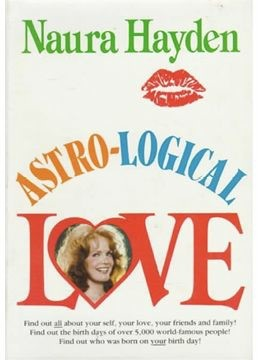 Naura Hayden
ASTRO-LOGICAL
LOVE
Find out all about your self, your love, your friends and family!
Find out the birth days of over 5,000 world-famous people!
Find out who was born on your birth day!